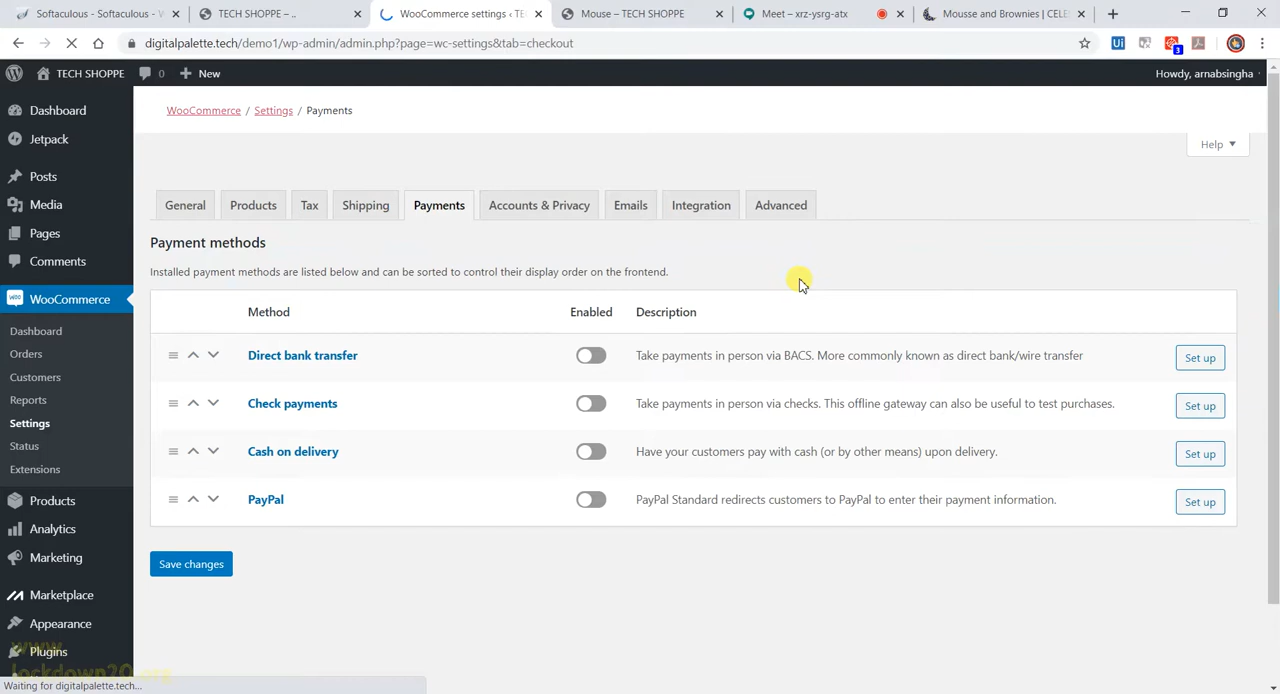 Softaculous - Softaculous - W
TECH SHOPPE – ..
WooCommerce settings ‹ TE
Mouse – TECH SHOPPE
Meet – xrz-ysrg-atx
Mousse and Brownies | CELE
digitalpalette.tech/demo1/wp-admin/admin.php?page=wc-settings&tab=checkout
Ui
3
TECH SHOPPE
0
New
Howdy, arnabsingha
Dashboard
Jetpack
Posts
Media
Pages
Comments
WooCommerce
Dashboard
Orders
Customers
Reports
Settings
Status
Extensions
Products
Analytics
Marketing
Marketplace
Appearance
Plugins
WooCommerce / Settings / Payments
Help
General
Products
Tax
Shipping
Payments
Accounts & Privacy
Emails
Integration
Advanced
Payment methods
Installed payment methods are listed below and can be sorted to control their display order on the frontend.
Method Enabled Description
Direct bank transfer Take payments in person via BACS. More commonly known as direct bank/wire transfer Set up
Check payments Take payments in person via checks. This offline gateway can also be useful to test purchases. Set up
Cash on delivery Have your customers pay with cash (or by other means) upon delivery. Set up
PayPal PayPal Standard redirects customers to PayPal to enter their payment information. Set up
Save changes
www.
lockdown20.org
Waiting for digitalpalette.tech...